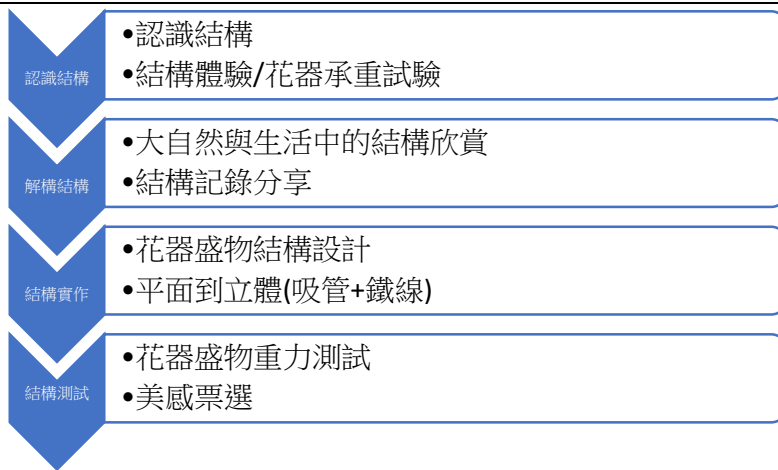 認識結構
•認識結構
•結構體驗/花器承重試驗
解構結構
•大自然與生活中的結構欣賞
•結構記錄分享
結構實作
•花器盛物結構設計
•平面到立體(吸管+鐵線)
結構測試
•花器盛物重力測試
•美感票選